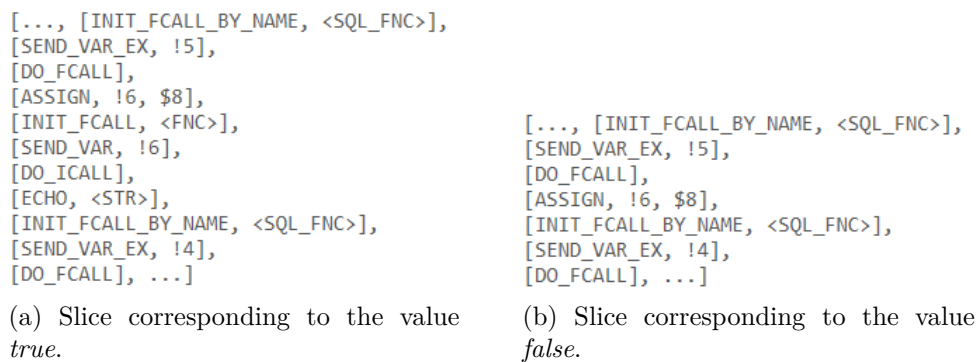 [..., [INIT_FCALL_BY_NAME, <SQL_FNC>],
[SEND_VAR_EX, !5],
[DO_FCALL],
[ASSIGN, !6, $8],
[INIT_FCALL, <FNC>],
[SEND_VAR, !6],
[DO_ICALL],
[ECHO, <STR>],
[INIT_FCALL_BY_NAME, <SQL_FNC>],
[SEND_VAR_EX, !4],
[DO_FCALL], ...]
(a) Slice corresponding to the value
true.
[..., [INIT_FCALL_BY_NAME, <SQL_FNC>],
[SEND_VAR_EX, !5],
[DO_FCALL],
[ASSIGN, !6, $8],
[INIT_FCALL_BY_NAME, <SQL_FNC>],
[SEND_VAR_EX, !4],
[DO_FCALL], ...]
(b) Slice corresponding to the value
false.